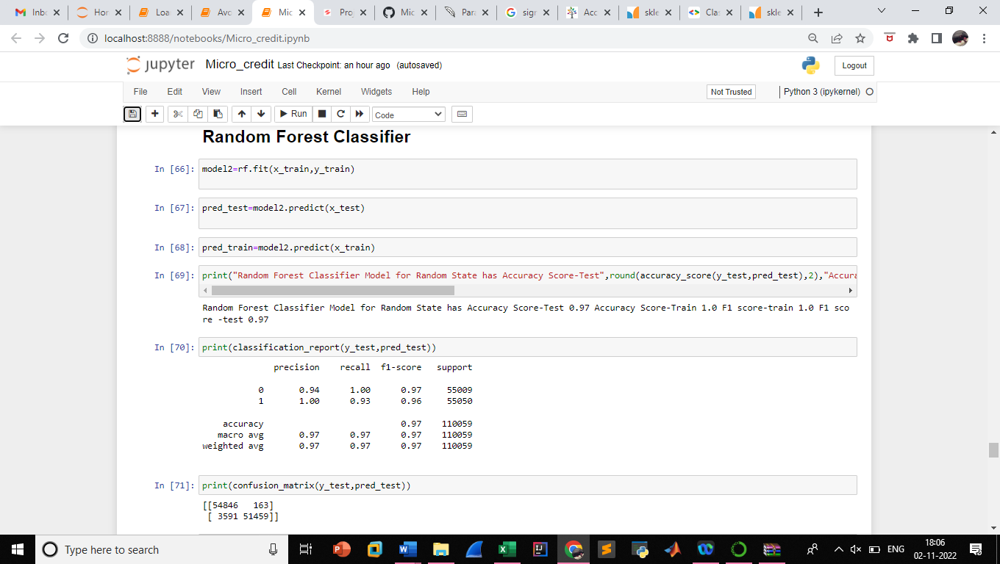 Inb
Hor
Loa
Avo
Mic
Proj
Mic
Para
sigr
Acc
skle
Clas
skle
localhost:8888/notebooks/Micro_credit.ipynb
jupyter Micro_credit Last Checkpoint: an hour ago (autosaved)
Logout
File Edit View Insert Cell Kernel Widgets Help
Not Trusted
Python 3 (ipykernel)
Run
Code
Random Forest Classifier
In [66]: model2=rf.fit(x_train,y_train)
In [67]: pred_test=model2.predict(x_test)
In [68]: pred_train=model2.predict(x_train)
In [69]: print("Random Forest Classifier Model for Random State has Accuracy Score-Test",round(accuracy_score(y_test,pred_test),2),"Accura
Random Forest Classifier Model for Random State has Accuracy Score-Test 0.97 Accuracy Score-Train 1.0 F1 score-train 1.0 F1 sco
re -test 0.97
In [70]: print(classification_report(y_test,pred_test))
precision recall f1-score support
0 0.94 1.00 0.97 55009
1 1.00 0.93 0.96 55050
accuracy 0.97 110059
macro avg 0.97 0.97 0.97 110059
weighted avg 0.97 0.97 0.97 110059
In [71]: print(confusion_matrix(y_test,pred_test))
[[54846 163]
[ 3591 51459]]
Type here to search
ENG
18:06
02-11-2022